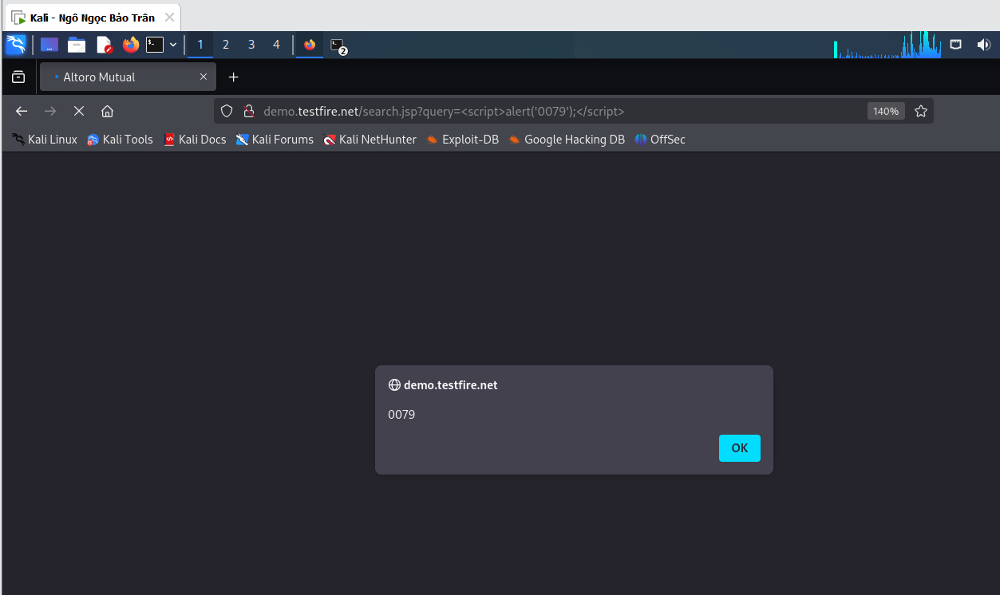 Kali - Ngô Ngọc Bảo Trân
1 2 3 4 2
Altoro Mutual
demo.testfire.net/search.jsp?query=<script>alert('0079');</script> 140%
Kali Linux Kali Tools Kali Docs Kali Forums Kali NetHunter Exploit-DB Google Hacking DB OffSec
demo.testfire.net
0079
OK